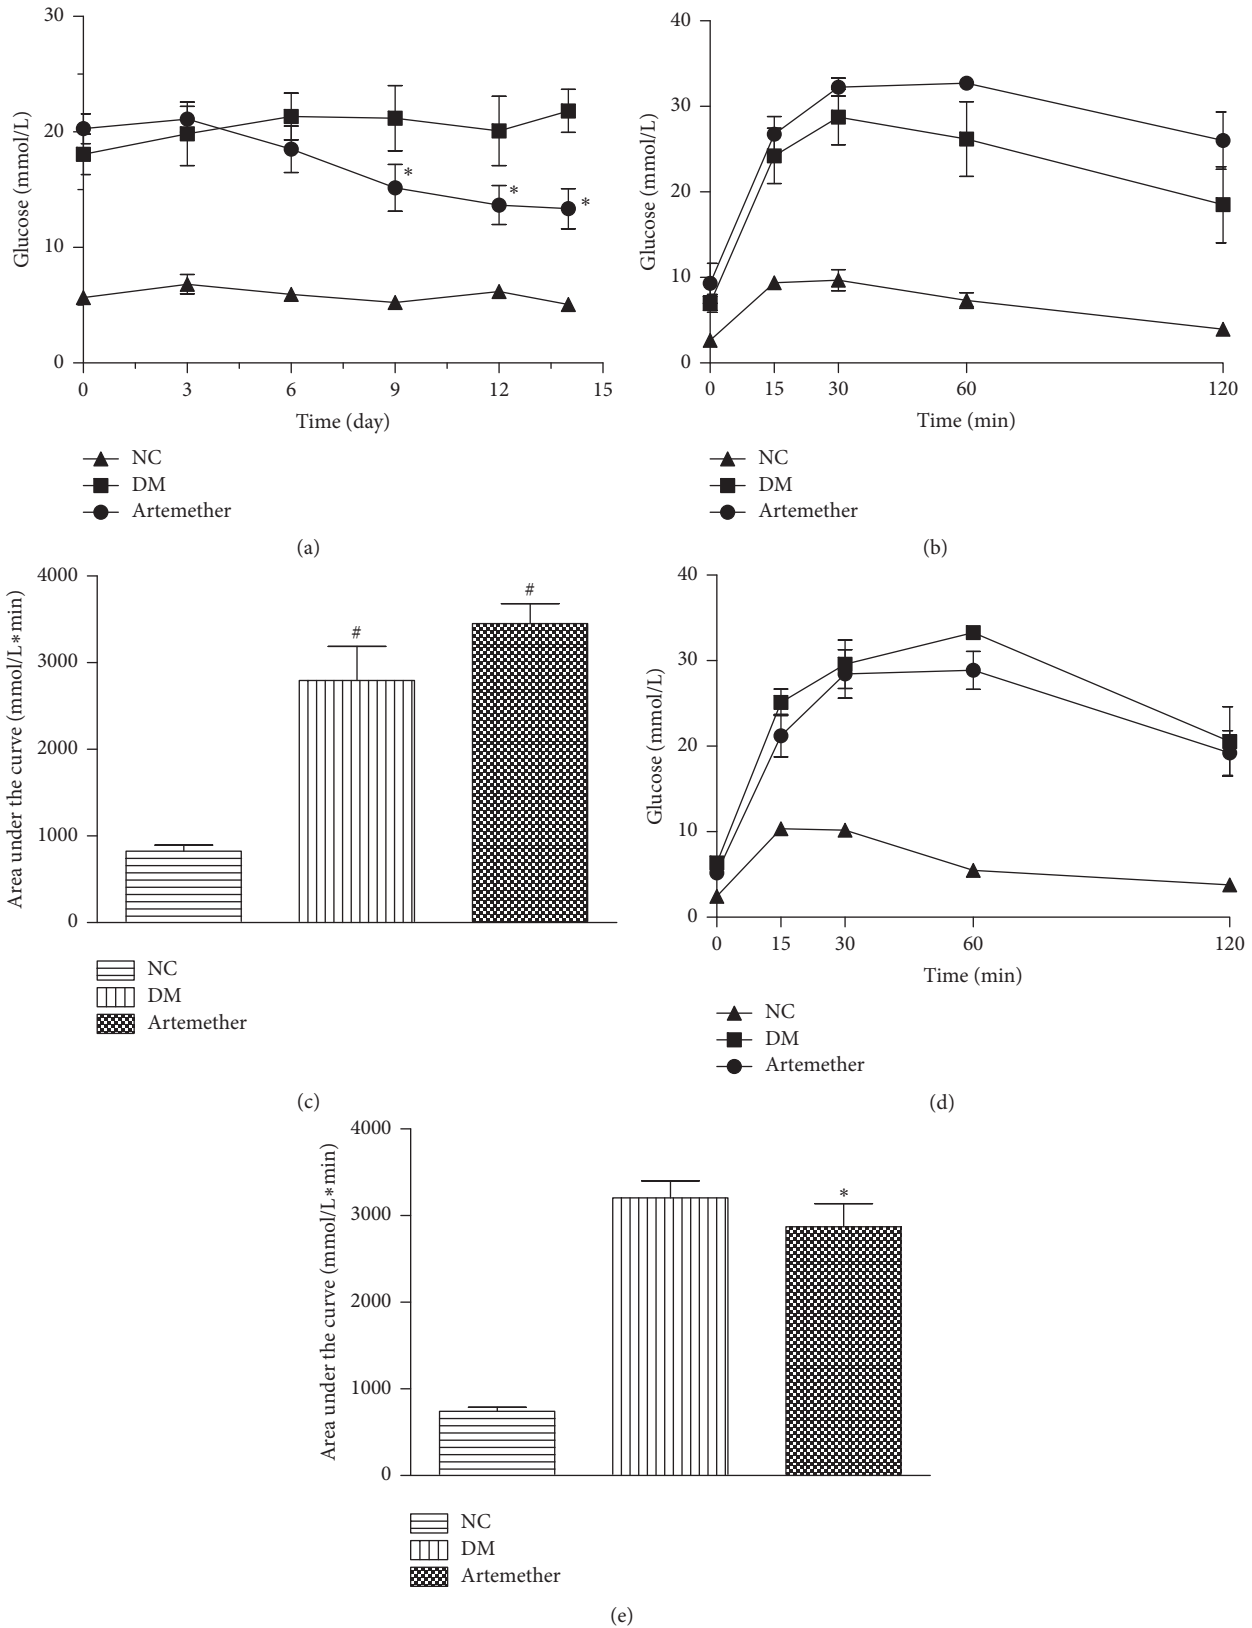 30
20
10
0
Glucose (mmol/L)
*
*
*
0 3 6 9 12 15
Time (day)
NC
DM
Artemether
(a)
40
30
20
10
0
Glucose (mmol/L)
0 15 30 60 120
Time (min)
NC
DM
Artemether
(b)
4000
3000
2000
1000
0
Area under the curve (mmol/L∗min)
#
#
NC
DM
Artemether
(c)
40
30
20
10
0
Glucose (mmol/L)
0 15 30 60 120
Time (min)
NC
DM
Artemether
(d)
4000
3000
2000
1000
0
Area under the curve (mmol/L∗min)
*
NC
DM
Artemether
(e)